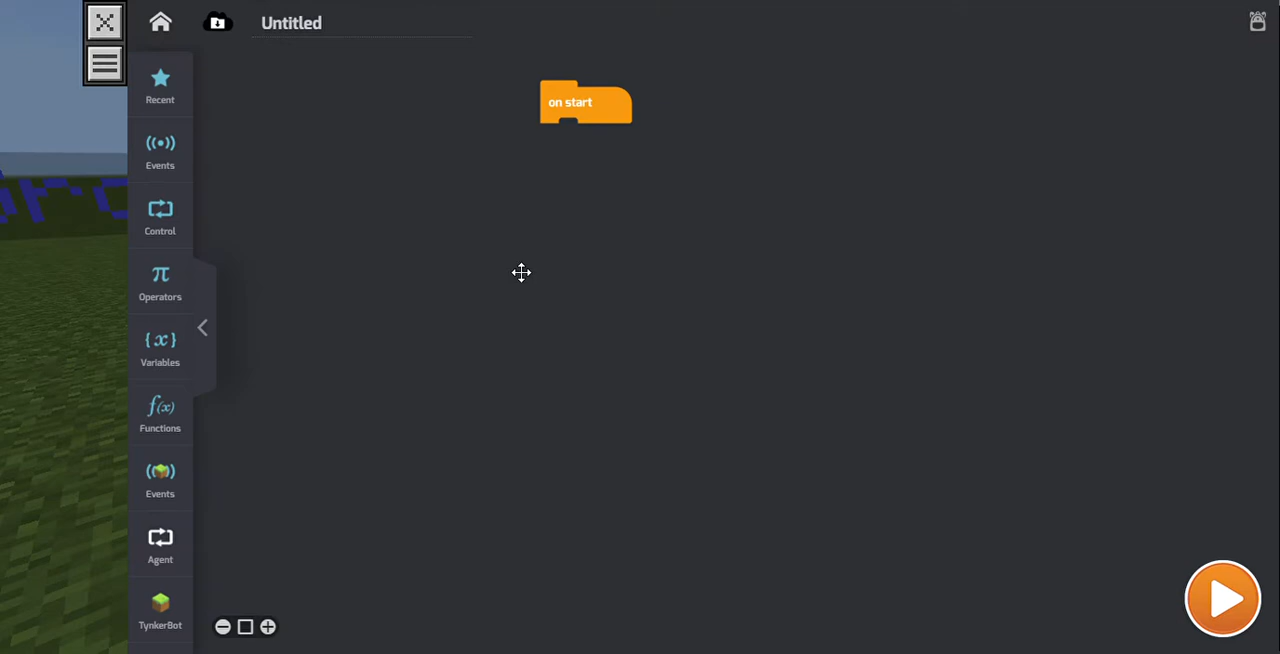 Untitled
on start
Recent
Events
Control
Operators
Variables
Functions
Events
Agent
TynkerBot